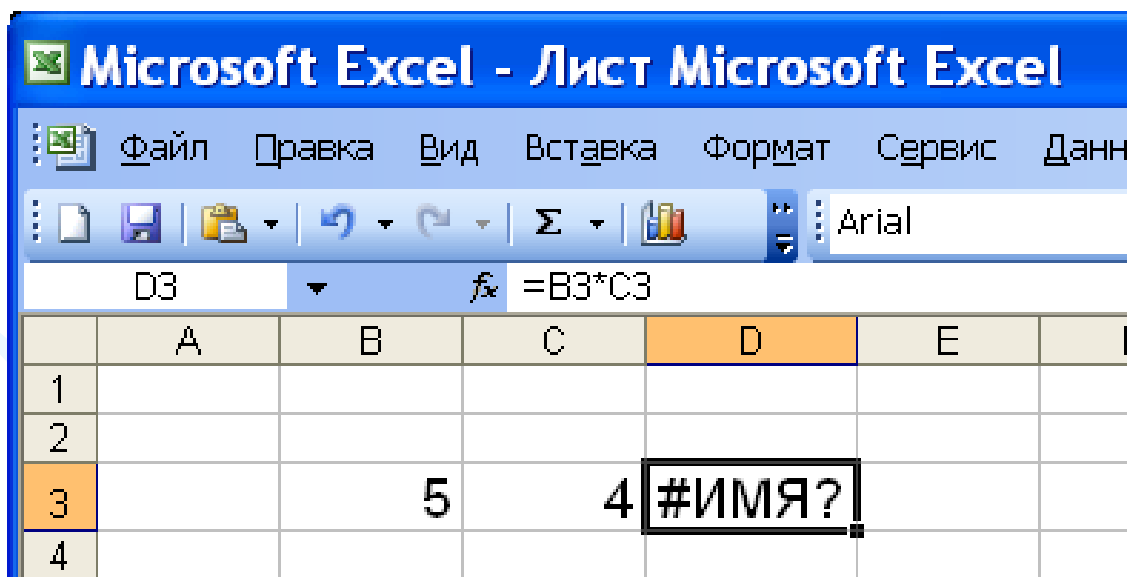 Microsoft Excel - Лист Microsoft Excel
Файл Правка Вид Вставка Формат Сервис
Σ Arial
D3 fx =B3*C3
A B C D E
1
2
3 5 4 #ИМЯ?
4